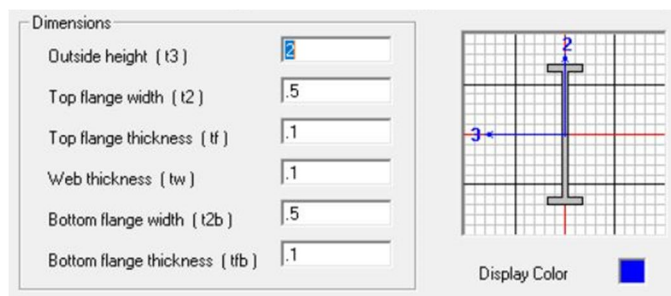 Dimensions
Outside height ( t3 ) 2
Top flange width ( t2 ) .5
Top flange thickness ( tf ) .1
Web thickness ( tw ) .1
Bottom flange width ( t2b ) .5
Bottom flange thickness ( tfb ) .1
2
3
Display Color